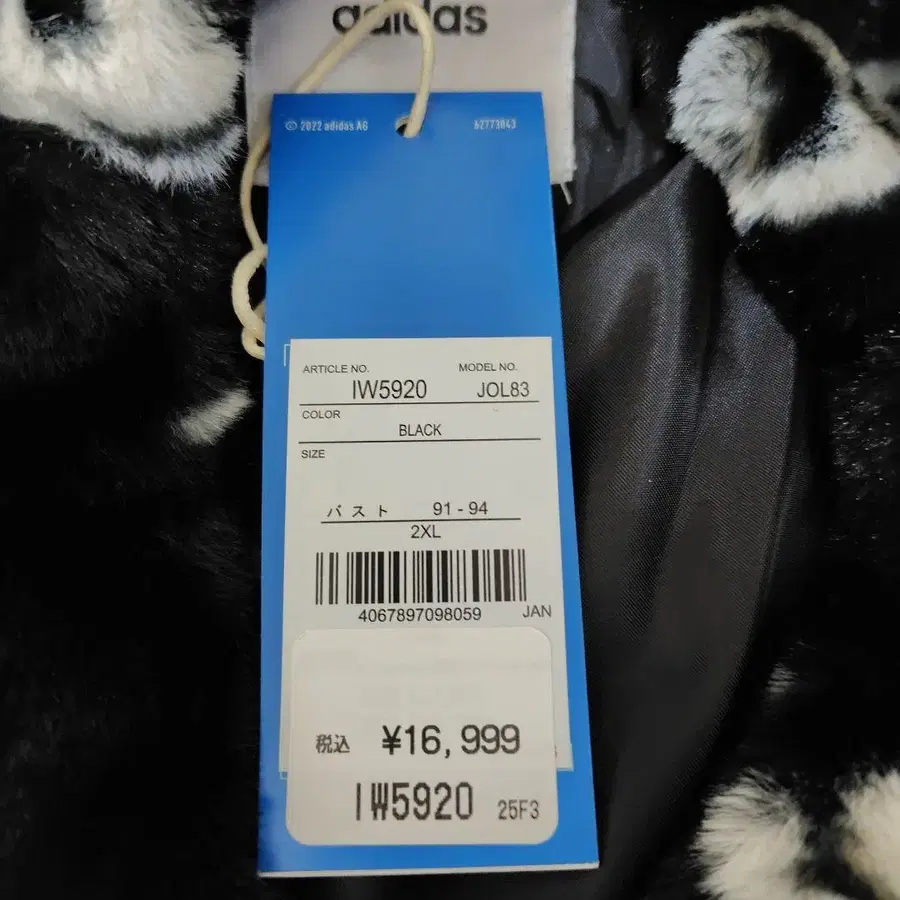 adidas
© 2022 adidas AG 62773043
ARTICLE NO. MODEL NO.
IW5920 JOL83
COLOR
BLACK
SIZE
バスト 91 - 94
2XL
4067897098059 JAN
税込 ¥16,999
IW5920 25F3